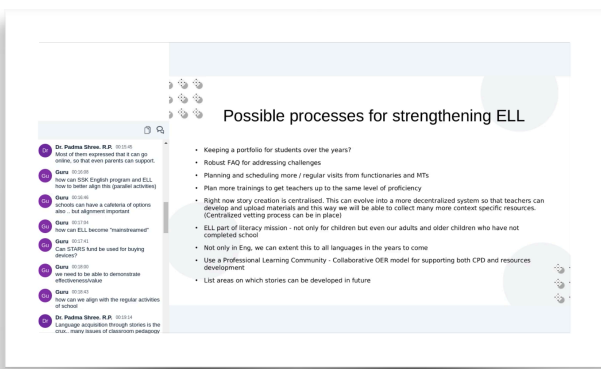 Possible processes for strengthening ELL
Dr
Dr. Padma Shree. R.P. 00:15:45
Most of them expressed that it can go
online, so that even parents can support.
Gu
Guru 00:16:08
how can SSK English program and ELL
how to better align this (parallel activities)
Gu
Guru 00:16:46
schools can have a cafeteria of options
also .. but alignment important
Gu
Guru 00:17:04
how can ELL become "mainstreamed"
Gu
Guru 00:17:41
Can STARS fund be used for buying
devices?
Gu
Guru 00:18:00
we need to be able to demonstrate
effectiveness/value
Gu
Guru 00:18:43
how can we align with the regular activities
of school
Dr
Dr. Padma Shree. R.P. 00:19:14
Language acquisition through stories is the
crux.. many issues of classroom pedagogy
• Keeping a portfolio for students over the years?
• Robust FAQ for addressing challenges
• Planning and scheduling more / regular visits from functionaries and MTs
• Plan more trainings to get teachers up to the same level of proficiency
• Right now story creation is centralised. This can evolve into a more decentralized system so that teachers can
develop and upload materials and this way we will be able to collect many more context specific resources.
(Centralized vetting process can be in place)
• ELL part of literacy mission - not only for children but even our adults and older children who have not
completed school
• Not only in Eng, we can extent this to all languages in the years to come
• Use a Professional Learning Community - Collaborative OER model for supporting both CPD and resources
development
• List areas on which stories can be developed in future